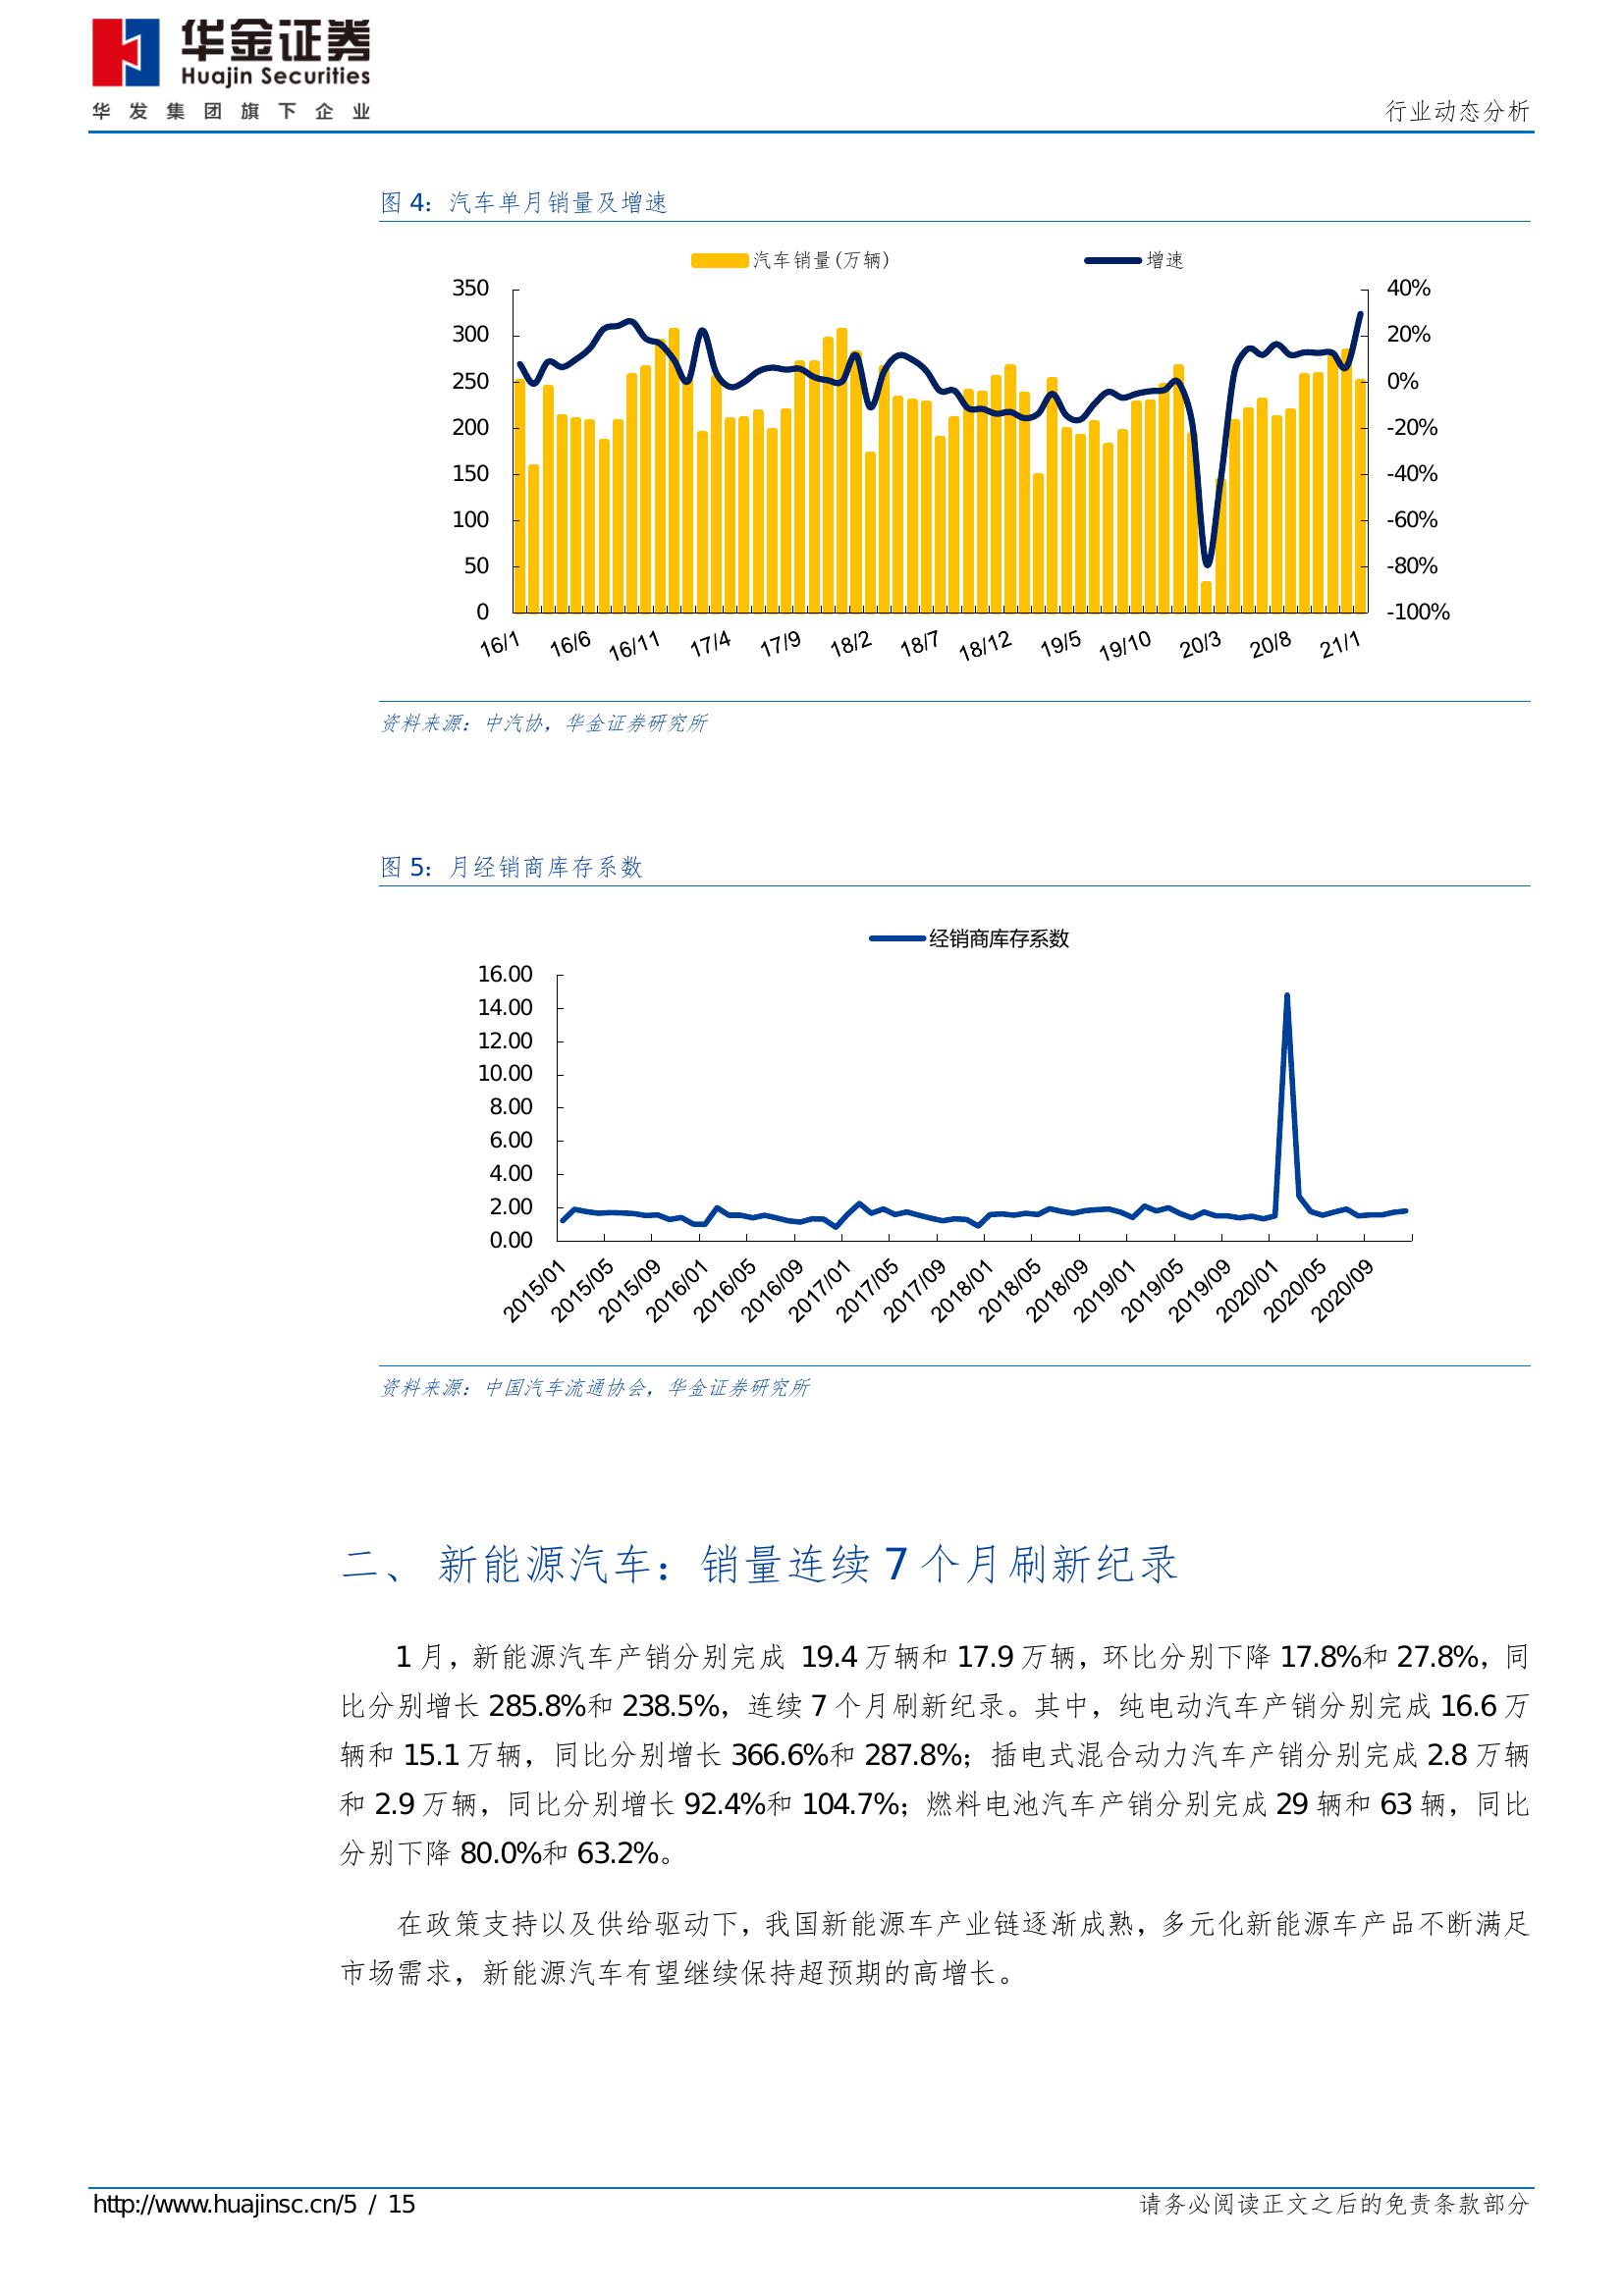 华金证券
Huajin Securities
华发集团旗下企业
行业动态分析
图 4：汽车单月销量及增速
汽车销量(万辆)
增速
350
300
250
200
150
100
50
0
40%
20%
0%
-20%
-40%
-60%
-80%
-100%
16/1 16/6 16/11 17/4 17/9 18/2 18/7 18/12 19/5 19/10 20/3 20/8 21/1
资料来源：中汽协，华金证券研究所
图 5：月经销商库存系数
经销商库存系数
16.00
14.00
12.00
10.00
8.00
6.00
4.00
2.00
0.00
2015/01 2015/05 2015/09 2016/01 2016/05 2016/09 2017/01 2017/05 2017/09 2018/01 2018/05 2018/09 2019/01 2019/05 2019/09 2020/01 2020/05 2020/09
资料来源：中国汽车流通协会，华金证券研究所
二、 新能源汽车：销量连续 7 个月刷新纪录
1 月，新能源汽车产销分别完成 19.4 万辆和 17.9 万辆，环比分别下降 17.8%和 27.8%，同
比分别增长 285.8%和 238.5%，连续 7 个月刷新纪录。其中，纯电动汽车产销分别完成 16.6 万
辆和 15.1 万辆，同比分别增长 366.6%和 287.8%；插电式混合动力汽车产销分别完成 2.8 万辆
和 2.9 万辆，同比分别增长 92.4%和 104.7%；燃料电池汽车产销分别完成 29 辆和 63 辆，同比
分别下降 80.0%和 63.2%。
在政策支持以及供给驱动下，我国新能源车产业链逐渐成熟，多元化新能源车产品不断满足
市场需求，新能源汽车有望继续保持超预期的高增长。
http://www.huajinsc.cn/5 / 15
请务必阅读正文之后的免责条款部分